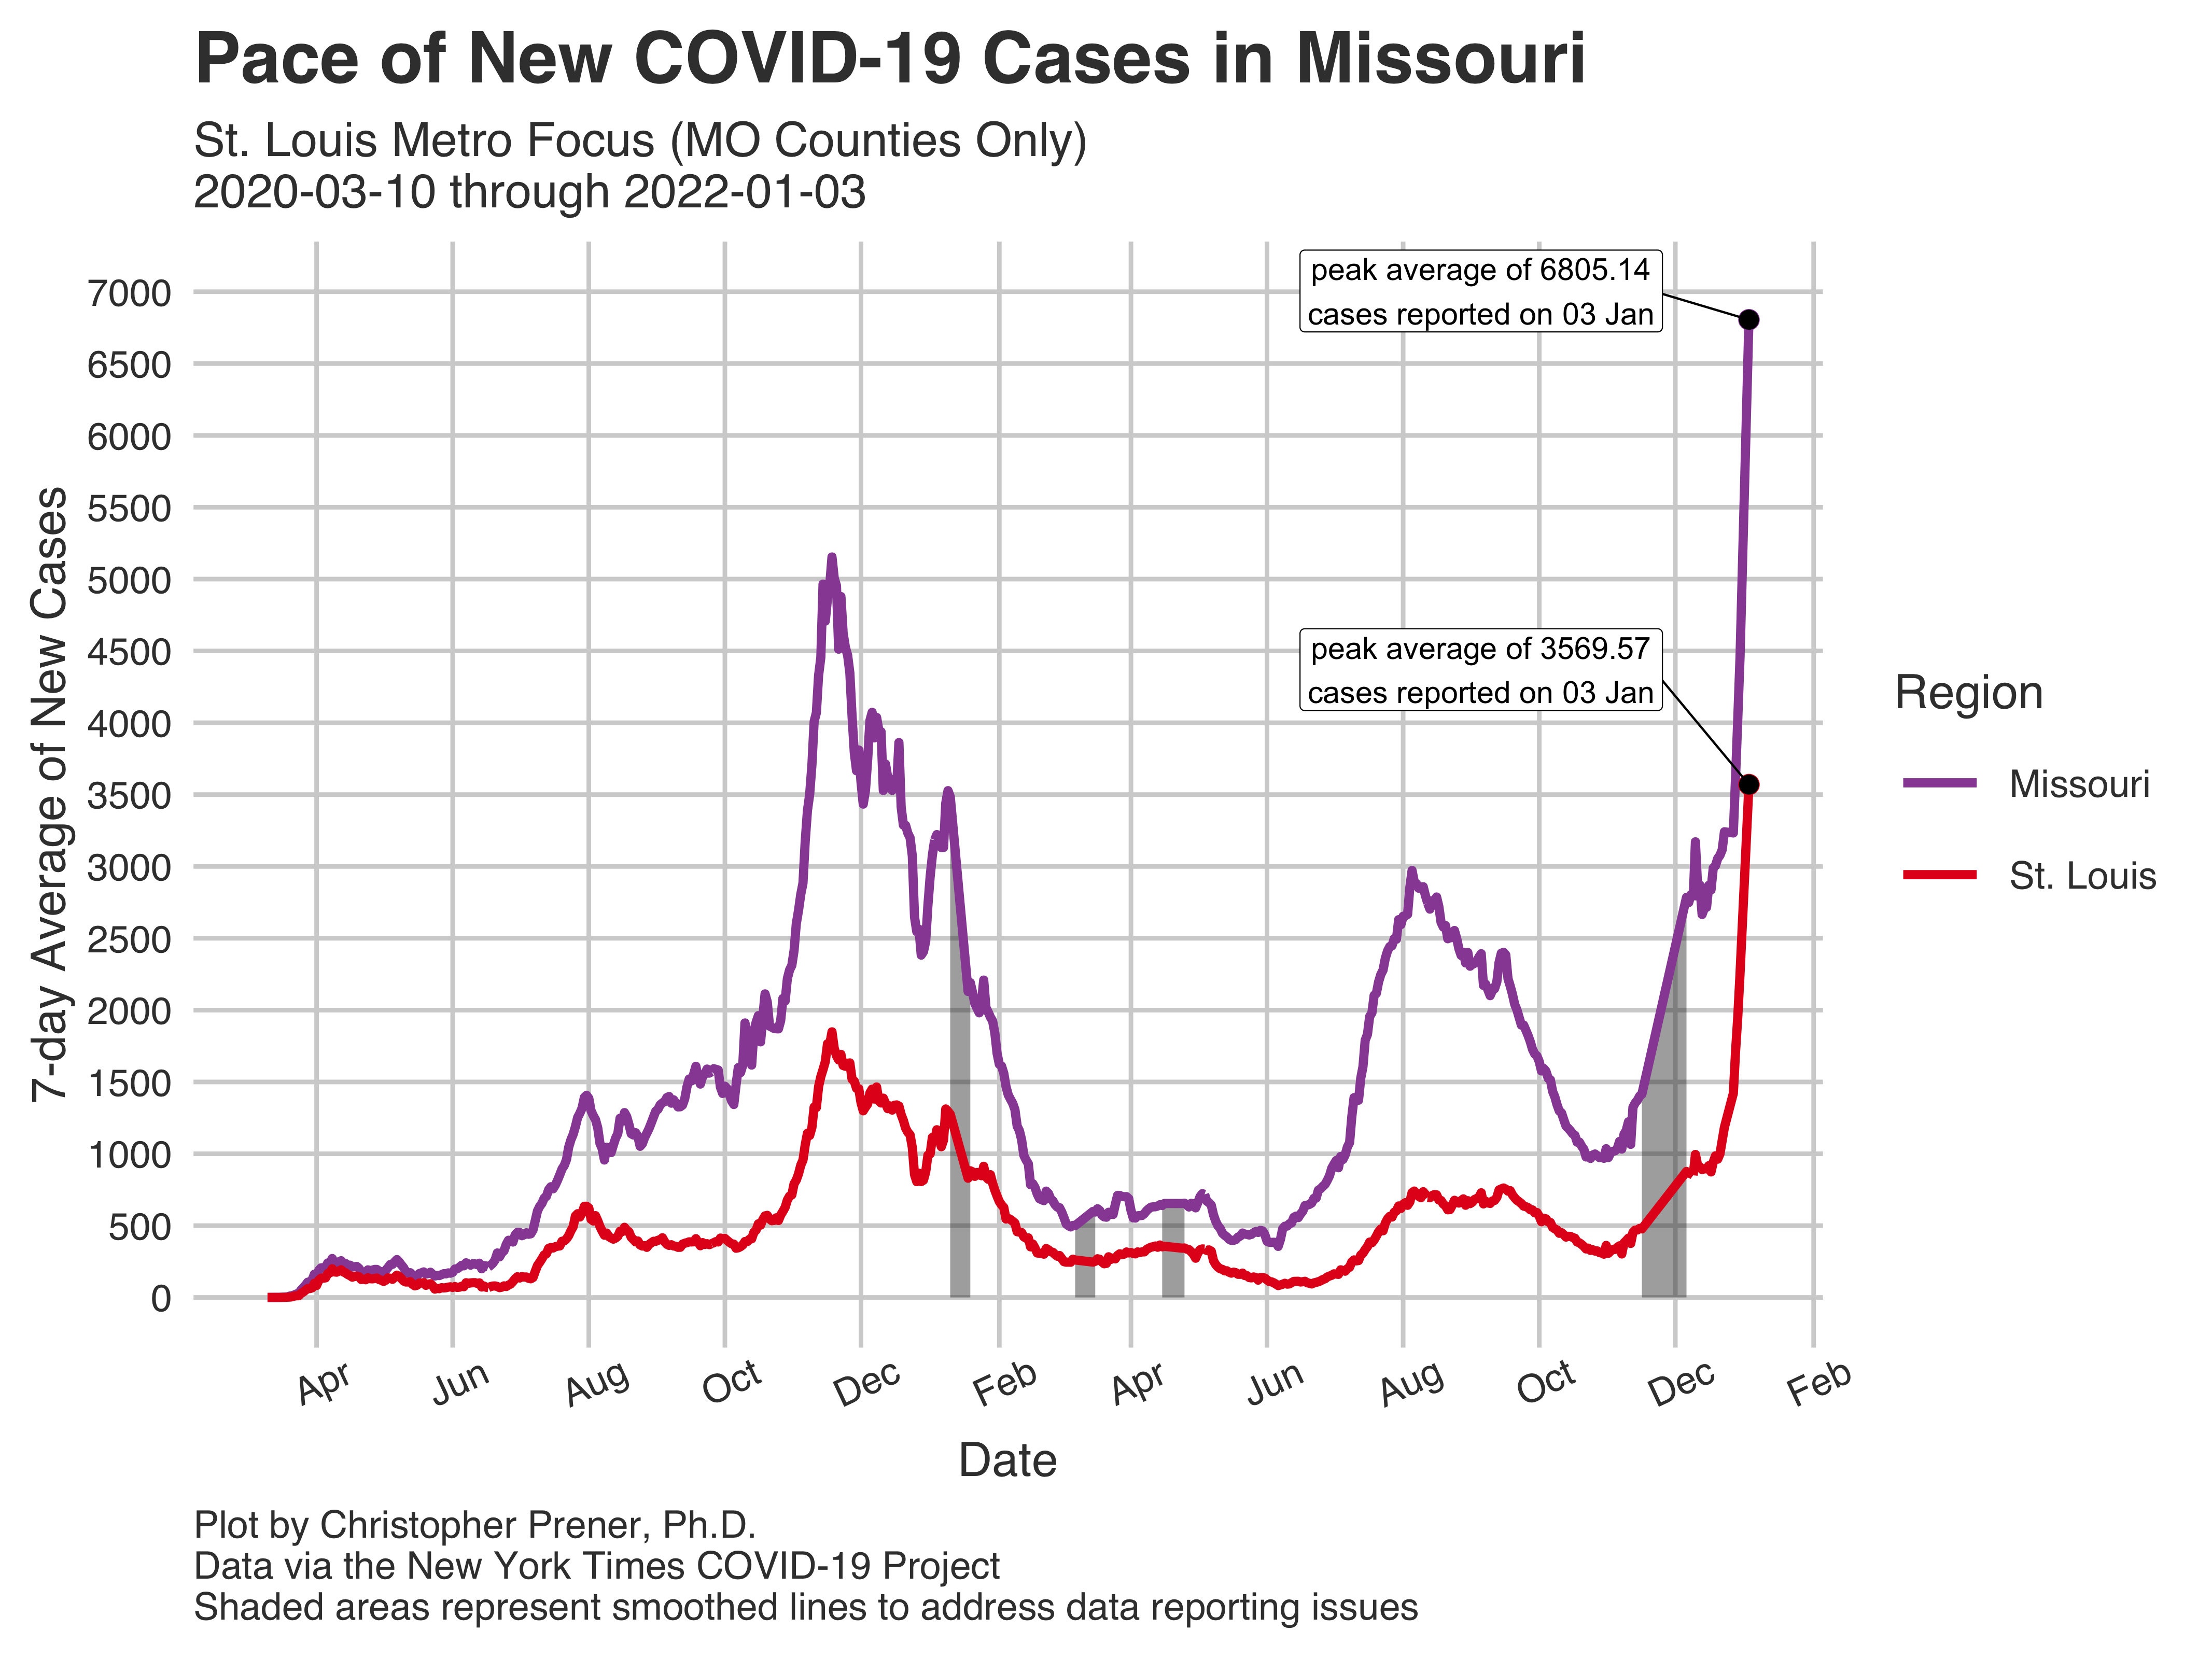 Pace of New COVID-19 Cases in Missouri
St. Louis Metro Focus (MO Counties Only)
2020-03-10 through 2022-01-03
7-day Average of New Cases
7000
6500
6000
5500
5000
4500
4000
3500
3000
2500
2000
1500
1000
500
0
peak average of 6805.14
cases reported on 03 Jan
peak average of 3569.57
cases reported on 03 Jan
Region
Missouri
St. Louis
Apr
Jun
Aug
Oct
Dec
Feb
Apr
Jun
Aug
Oct
Dec
Feb
Date
Plot by Christopher Prener, Ph.D.
Data via the New York Times COVID-19 Project
Shaded areas represent smoothed lines to address data reporting issues